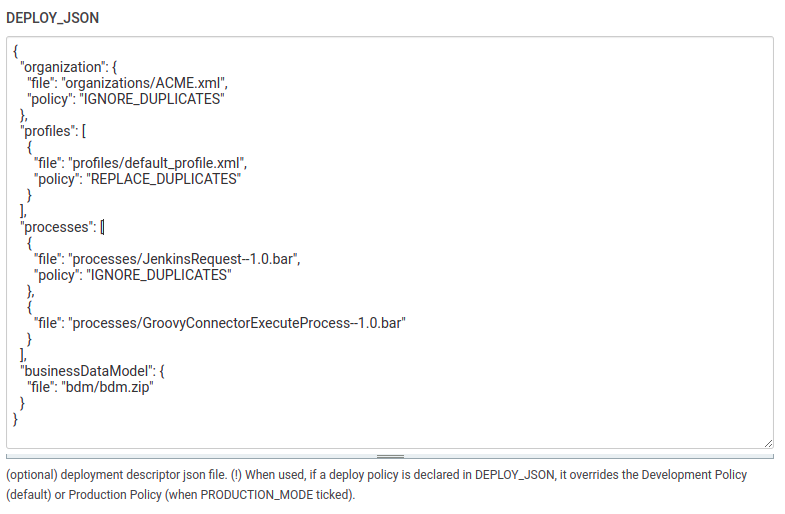 DEPLOY_JSON
{
"organization": {
"file": "organizations/ACME.xml",
"policy": "IGNORE_DUPLICATES"
},
"profiles": [
{
"file": "profiles/default_profile.xml",
"policy": "REPLACE_DUPLICATES"
}
],
"processes": [
{
"file": "processes/JenkinsRequest--1.0.bar",
"policy": "IGNORE_DUPLICATES"
},
{
"file": "processes/GroovyConnectorExecuteProcess--1.0.bar"
}
],
"businessDataModel": {
"file": "bdm/bdm.zip"
}
}
(optional) deployment descriptor json file. (!) When used, if a deploy policy is declared in DEPLOY_JSON, it overrides the Development Policy
(default) or Production Policy (when PRODUCTION_MODE ticked).